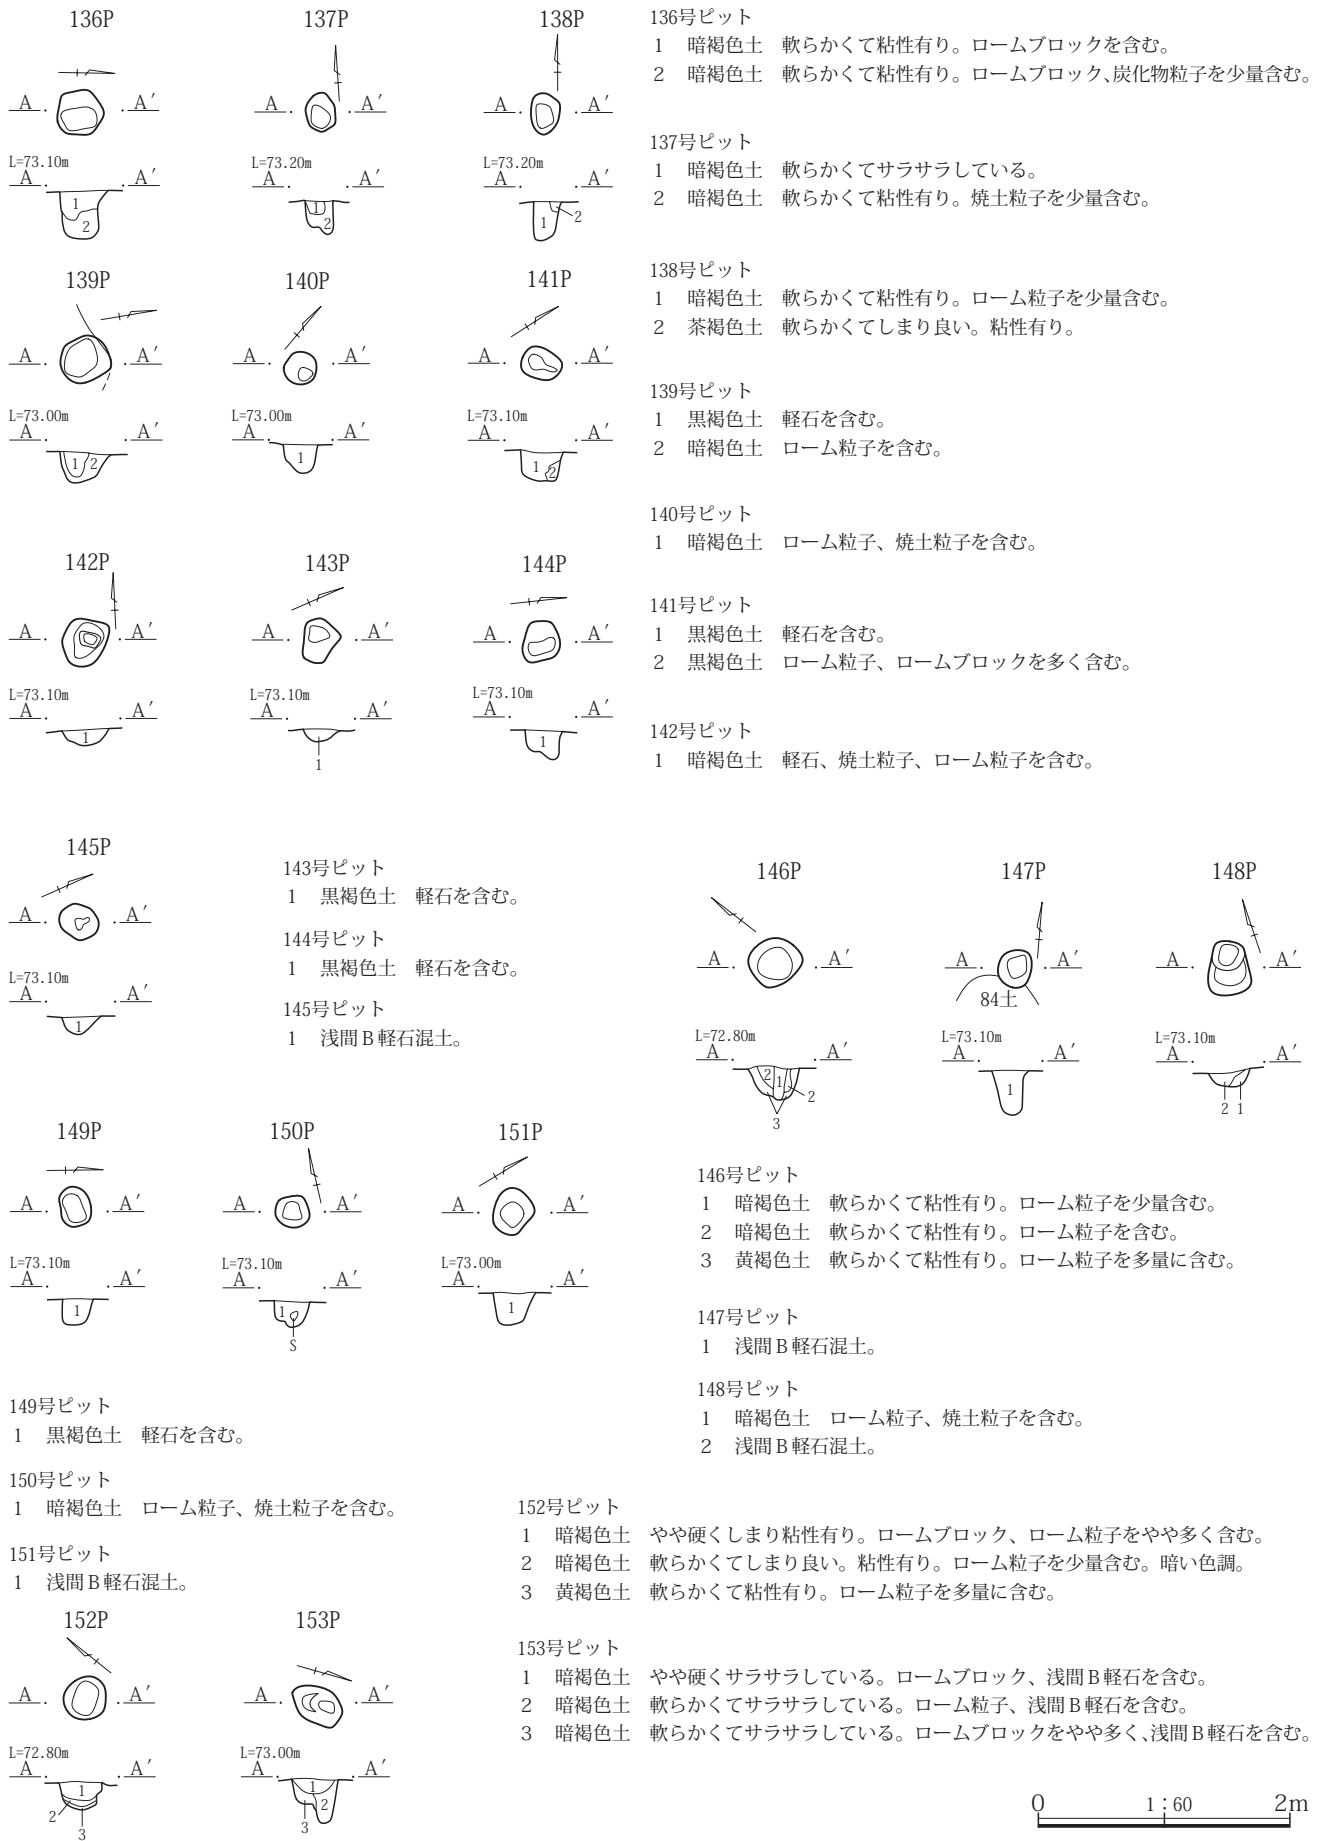 136P
A A′
L=73.10m
A A′
1
2
137P
A A′
L=73.20m
A A′
1
2
138P
A A′
L=73.20m
A A′
1
2
136号ピット
1 暗褐色土 軟らかくて粘性有り。ロームブロックを含む。
2 暗褐色土 軟らかくて粘性有り。ロームブロック、炭化物粒子を少量含む。
137号ピット
1 暗褐色土 軟らかくてサラサラしている。
2 暗褐色土 軟らかくて粘性有り。焼土粒子を少量含む。
139P
A A′
L=73.00m
A A′
1 2
140P
A A′
L=73.00m
A A′
1
141P
A A′
L=73.10m
A A′
1 2
138号ピット
1 暗褐色土 軟らかくて粘性有り。ローム粒子を少量含む。
2 茶褐色土 軟らかくてしまり良い。粘性有り。
139号ピット
1 黒褐色土 軽石を含む。
2 暗褐色土 ローム粒子を含む。
140号ピット
1 暗褐色土 ローム粒子、焼土粒子を含む。
142P
A A′
L=73.10m
A A′
1
143P
A A′
L=73.10m
A A′
1
144P
A A′
L=73.10m
A A′
1
141号ピット
1 黒褐色土 軽石を含む。
2 黒褐色土 ローム粒子、ロームブロックを多く含む。
142号ピット
1 暗褐色土 軽石、焼土粒子、ローム粒子を含む。
145P
A A′
L=73.10m
A A′
1
143号ピット
1 黒褐色土 軽石を含む。
144号ピット
1 黒褐色土 軽石を含む。
145号ピット
1 浅間B軽石混土。
146P
A A′
L=72.80m
A A′
2 1
2
3
147P
A A′
84土
L=73.10m
A A′
1
148P
A A′
L=73.10m
A A′
2 1
149P
A A′
L=73.10m
A A′
1
150P
A A′
L=73.10m
A A′
1
S
151P
A A′
L=73.00m
A A′
1
146号ピット
1 暗褐色土 軟らかくて粘性有り。ローム粒子を少量含む。
2 暗褐色土 軟らかくて粘性有り。ローム粒子を含む。
3 黄褐色土 軟らかくて粘性有り。ローム粒子を多量に含む。
147号ピット
1 浅間B軽石混土。
148号ピット
1 暗褐色土 ローム粒子、焼土粒子を含む。
2 浅間B軽石混土。
149号ピット
1 黒褐色土 軽石を含む。
150号ピット
1 暗褐色土 ローム粒子、焼土粒子を含む。
151号ピット
1 浅間B軽石混土。
152P
A A′
L=72.80m
A A′
1
2
3
153P
A A′
L=73.00m
A A′
1
2
3
152号ピット
1 暗褐色土 やや硬くしまり粘性有り。ロームブロック、ローム粒子をやや多く含む。
2 暗褐色土 軟らかくてしまり良い。粘性有り。ローム粒子を少量含む。暗い色調。
3 黄褐色土 軟らかくて粘性有り。ローム粒子を多量に含む。
153号ピット
1 暗褐色土 やや硬くサラサラしている。ロームブロック、浅間B軽石を含む。
2 暗褐色土 軟らかくてサラサラしている。ローム粒子、浅間B軽石を含む。
3 暗褐色土 軟らかくてサラサラしている。ロームブロックをやや多く、浅間B軽石を含む。
0 1:60 2m